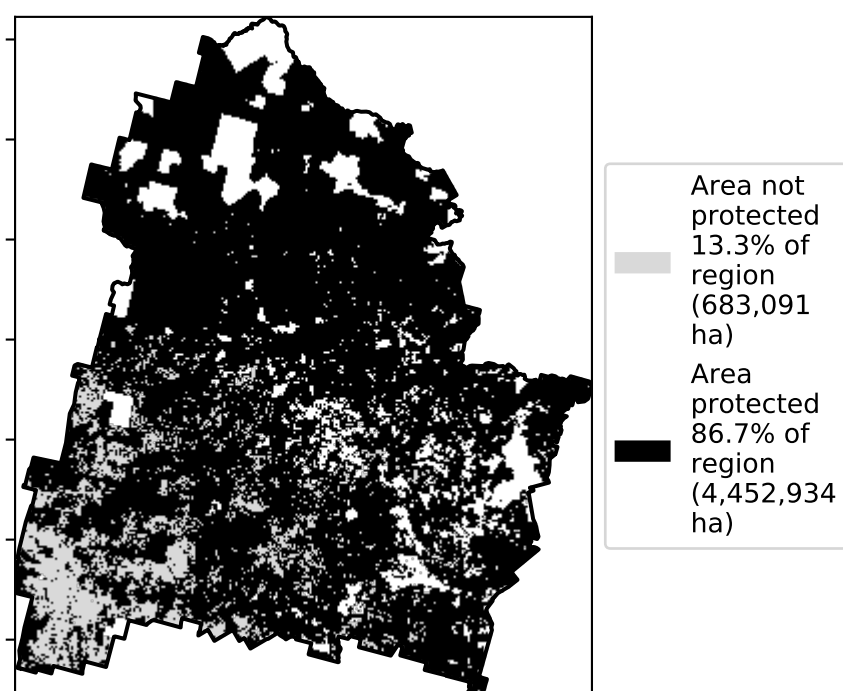 Area not
protected
13.3% of
region
(683,091
ha)
Area
protected
86.7% of
region
(4,452,934
ha)